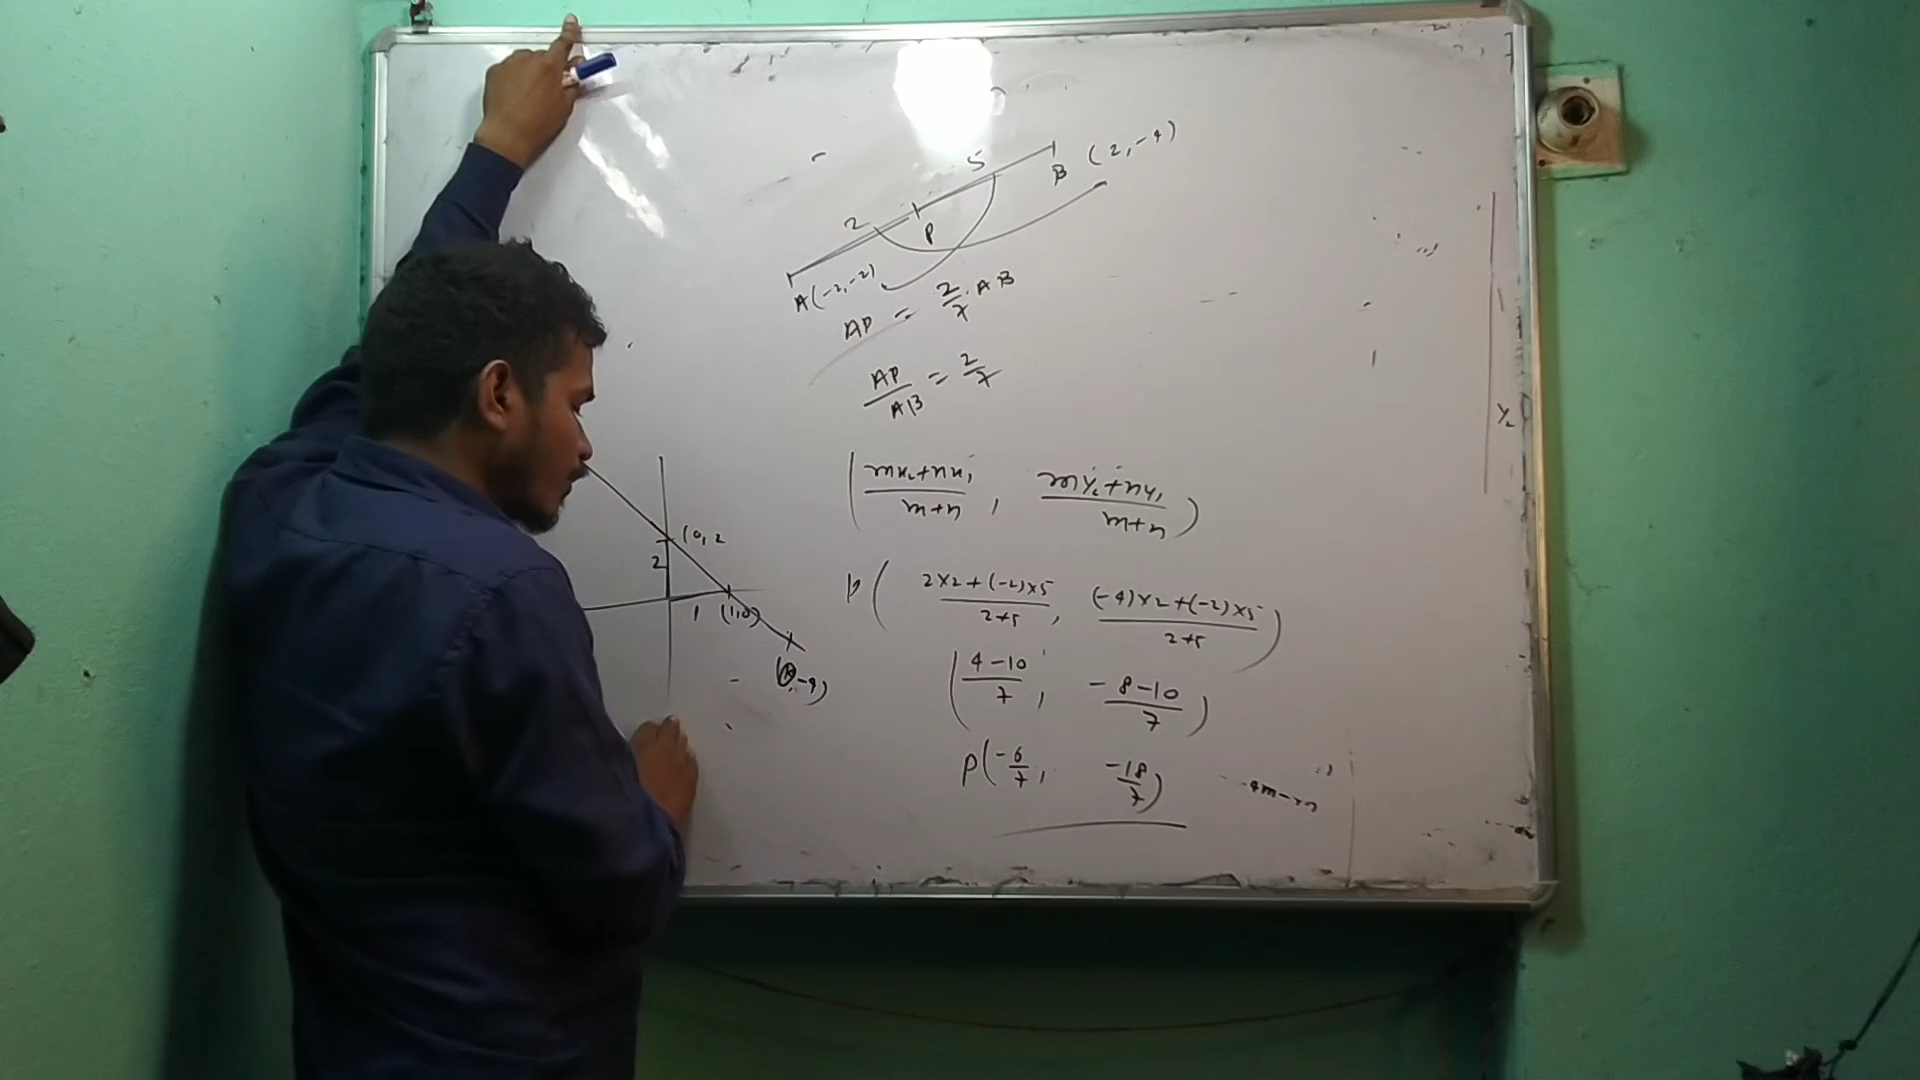 5
B (2, -4)
2
P
A(-2, -2)
AP = 2/7 . AB
AP/AB = 2/7
( mx₂+nx₁ / m+n , my₂+ny₁ / m+n )
(0, 2
2
1 (1,0)
P( 2×2+(-2)×5 / 2+5 , (-4)×2+(-2)×5 / 2+5 )
( 4-10 / 7 , -8-10 / 7 )
P( -6/7 , -18/7 )
y₂